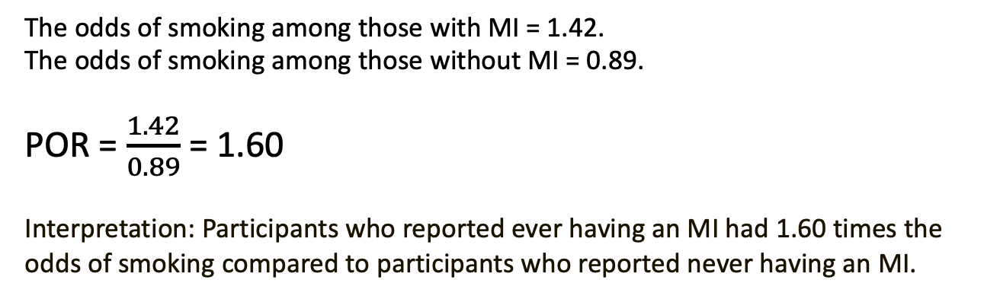 The odds of smoking among those with MI = 1.42.
The odds of smoking among those without MI = 0.89.
POR = 1.42/0.89 = 1.60
Interpretation: Participants who reported ever having an MI had 1.60 times the
odds of smoking compared to participants who reported never having an MI.